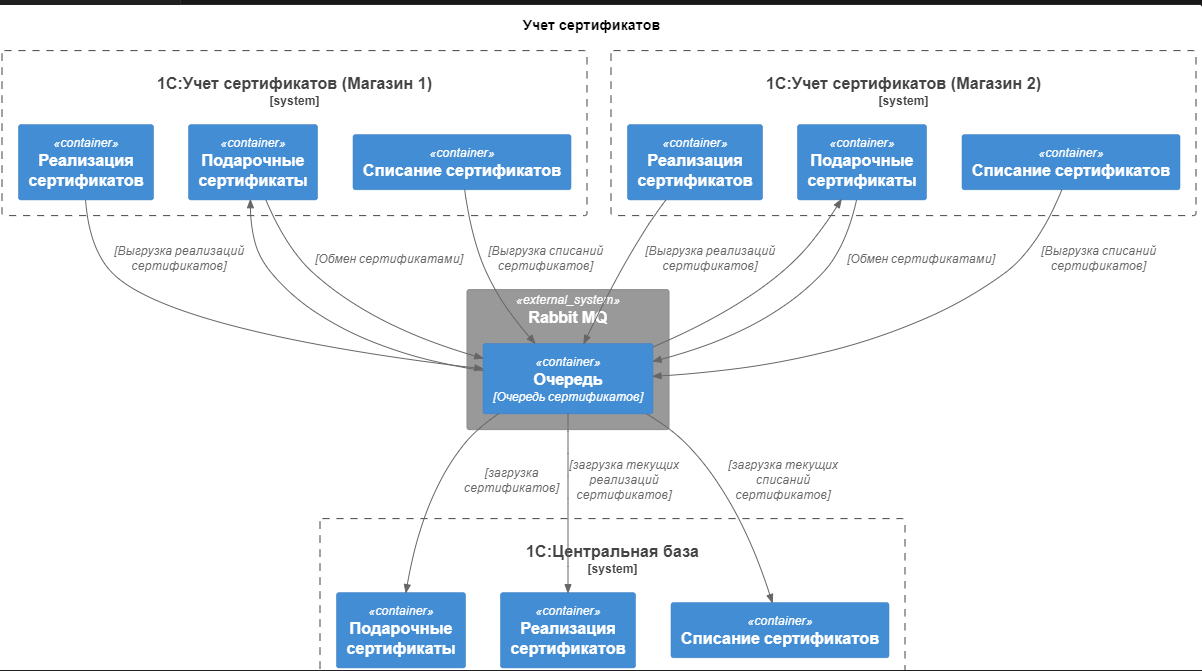 Учет сертификатов
1С:Учет сертификатов (Магазин 1)
[system]
«container»
Реализация
сертификатов
«container»
Подарочные
сертификаты
«container»
Списание сертификатов
1С:Учет сертификатов (Магазин 2)
[system]
«container»
Реализация
сертификатов
«container»
Подарочные
сертификаты
«container»
Списание сертификатов
[Выгрузка реализаций
сертификатов]
[Обмен сертификатами]
[Выгрузка списаний
сертификатов]
[Выгрузка реализаций
сертификатов]
[Обмен сертификатами]
[Выгрузка списаний
сертификатов]
«external_system»
Rabbit MQ
«container»
Очередь
[Очередь сертификатов]
[загрузка
сертификатов]
[загрузка текущих
реализаций
сертификатов]
[загрузка текущих
списаний
сертификатов]
1С:Центральная база
[system]
«container»
Подарочные
сертификаты
«container»
Реализация
сертификатов
«container»
Списание сертификатов